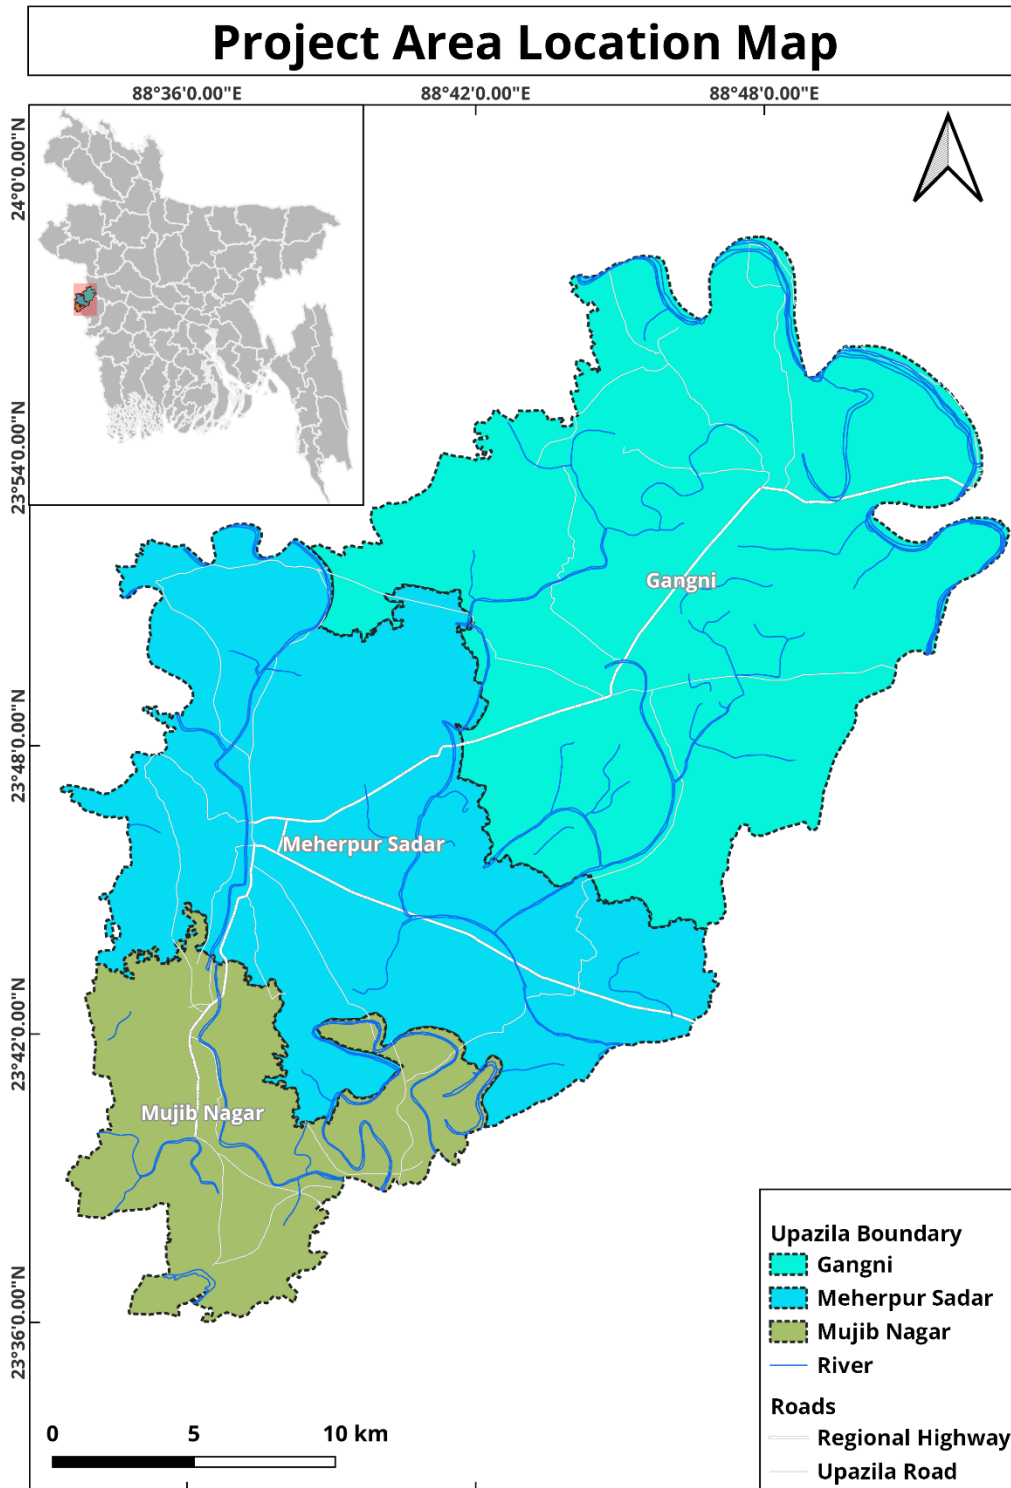 Project Area Location Map
88°36'0.00"E
88°42'0.00"E
88°48'0.00"E
24°0'0.00"N
23°54'0.00"N
23°48'0.00"N
23°42'0.00"N
23°36'0.00"N
Gangni
Meherpur Sadar
Mujib Nagar
Upazila Boundary
Gangni
Meherpur Sadar
Mujib Nagar
River
Roads
Regional Highway
Upazila Road
0 5 10 km